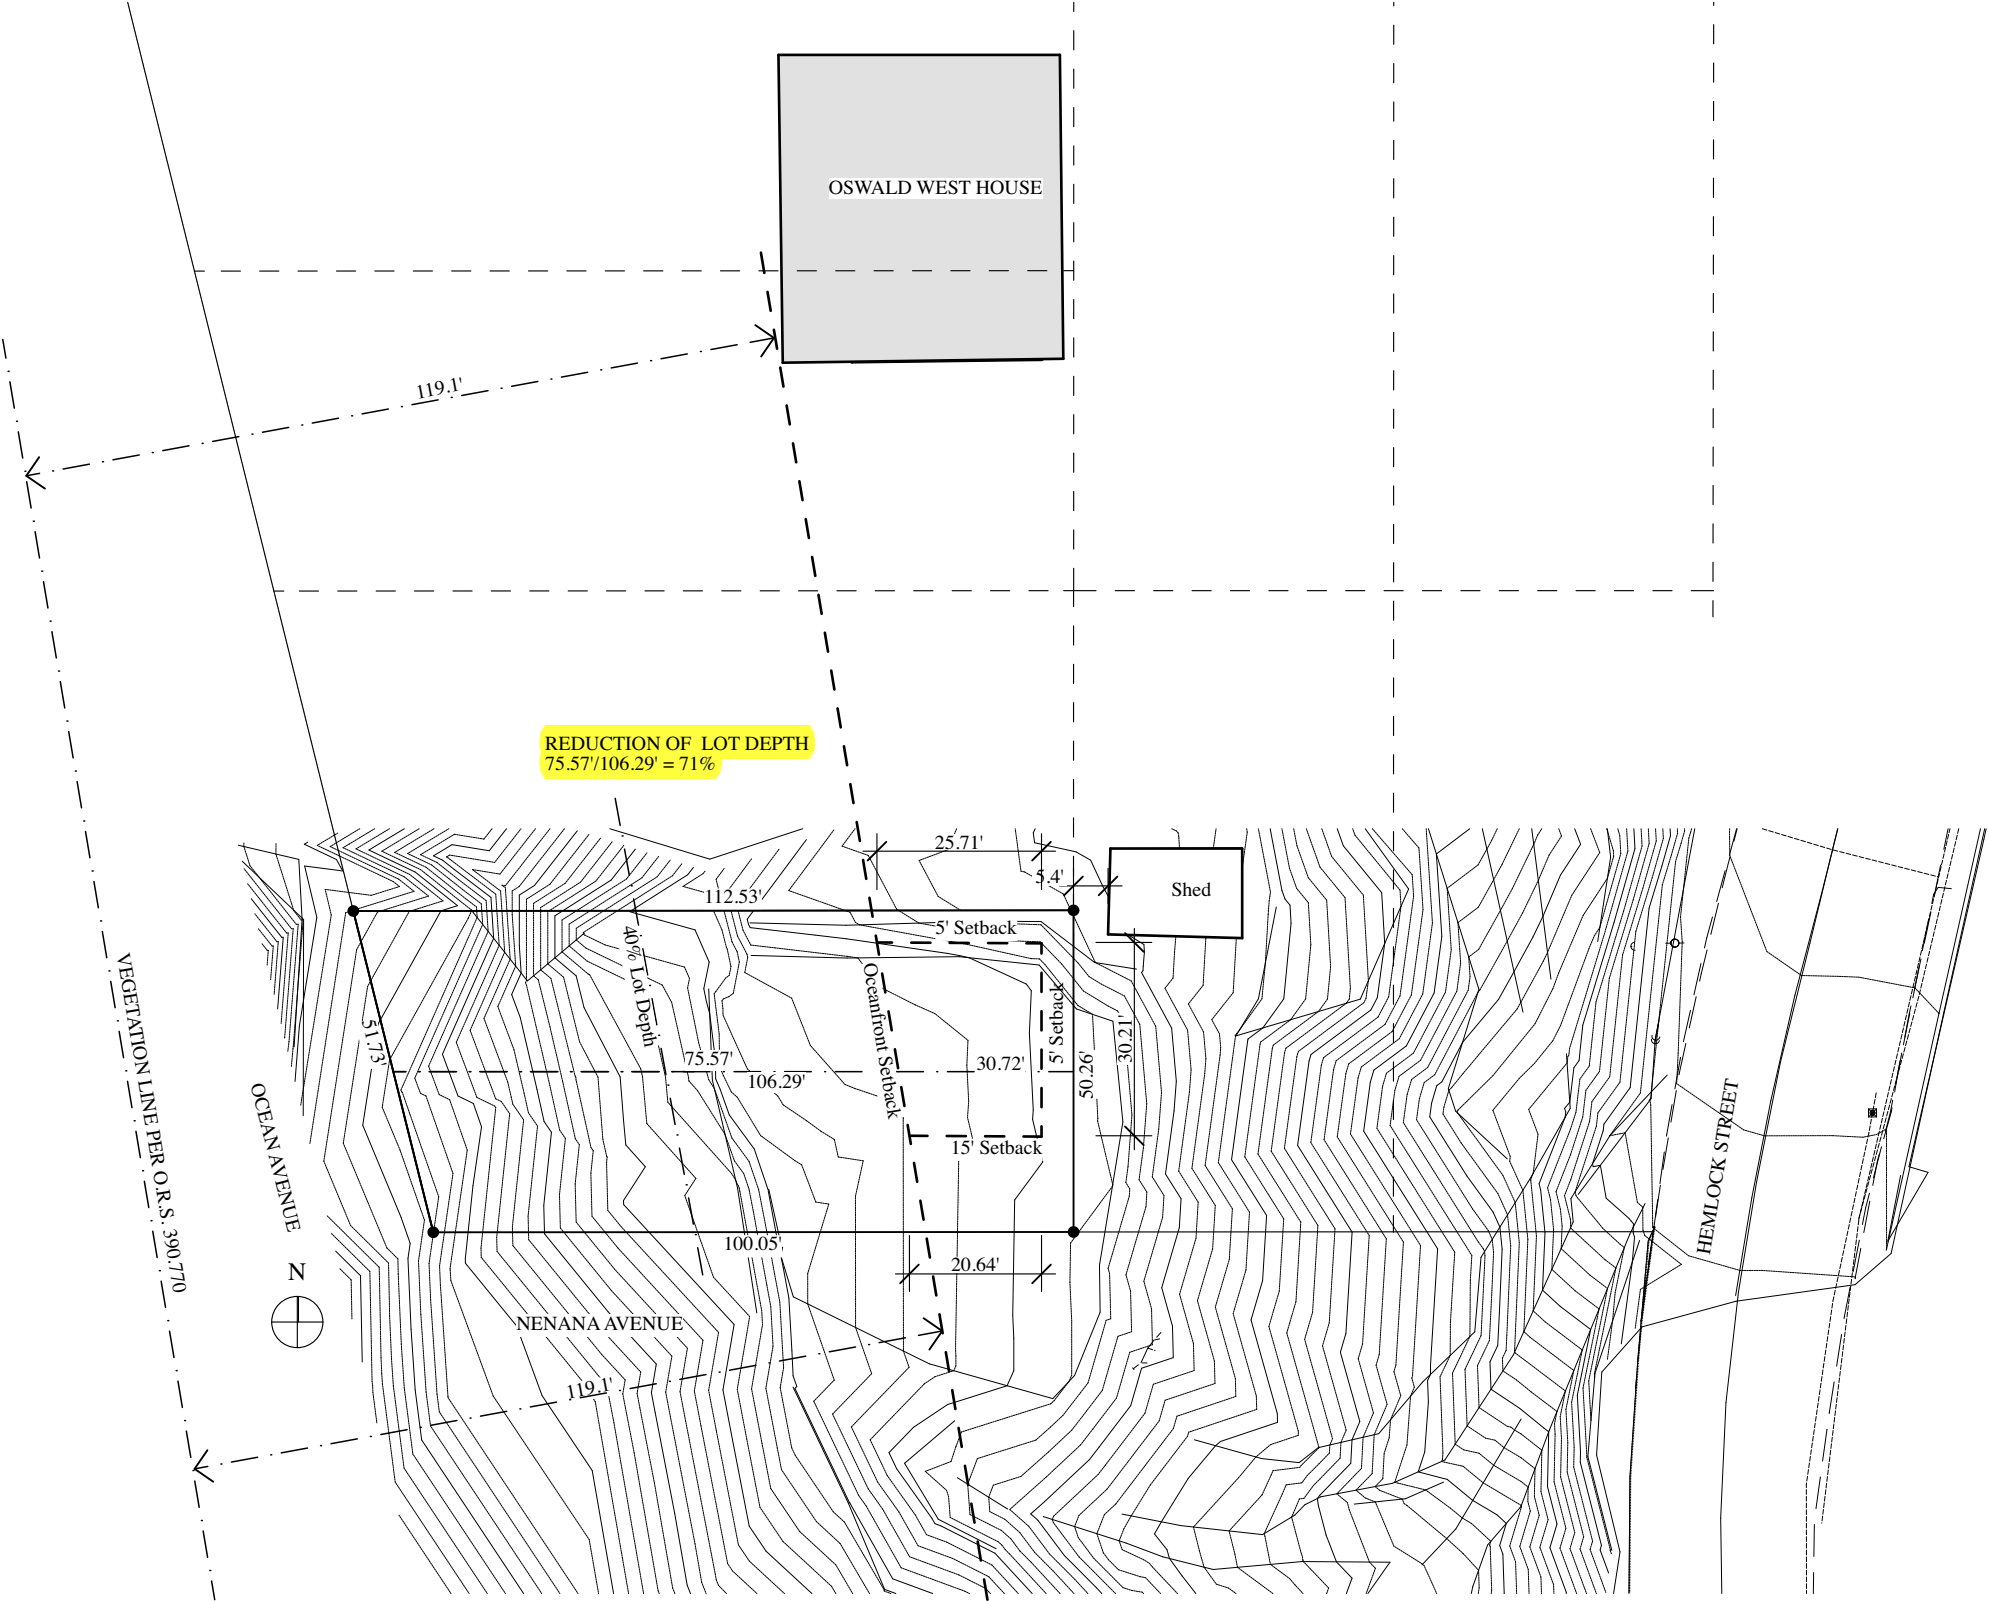 OSWALD WEST HOUSE
119.1'
REDUCTION OF LOT DEPTH
75.57'/106.29' = 71%
25.71'
5.4'
Shed
112.53'
5' Setback
40% Lot Depth
Oceanfront Setback
5' Setback
VEGETATION LINE PER O.R.S. 390.770
51.73'
75.57'
106.29'
30.72'
50.26'
30.21'
OCEAN AVENUE
HEMLOCK STREET
15' Setback
100.05'
20.64'
N
NENANA AVENUE
119.1'